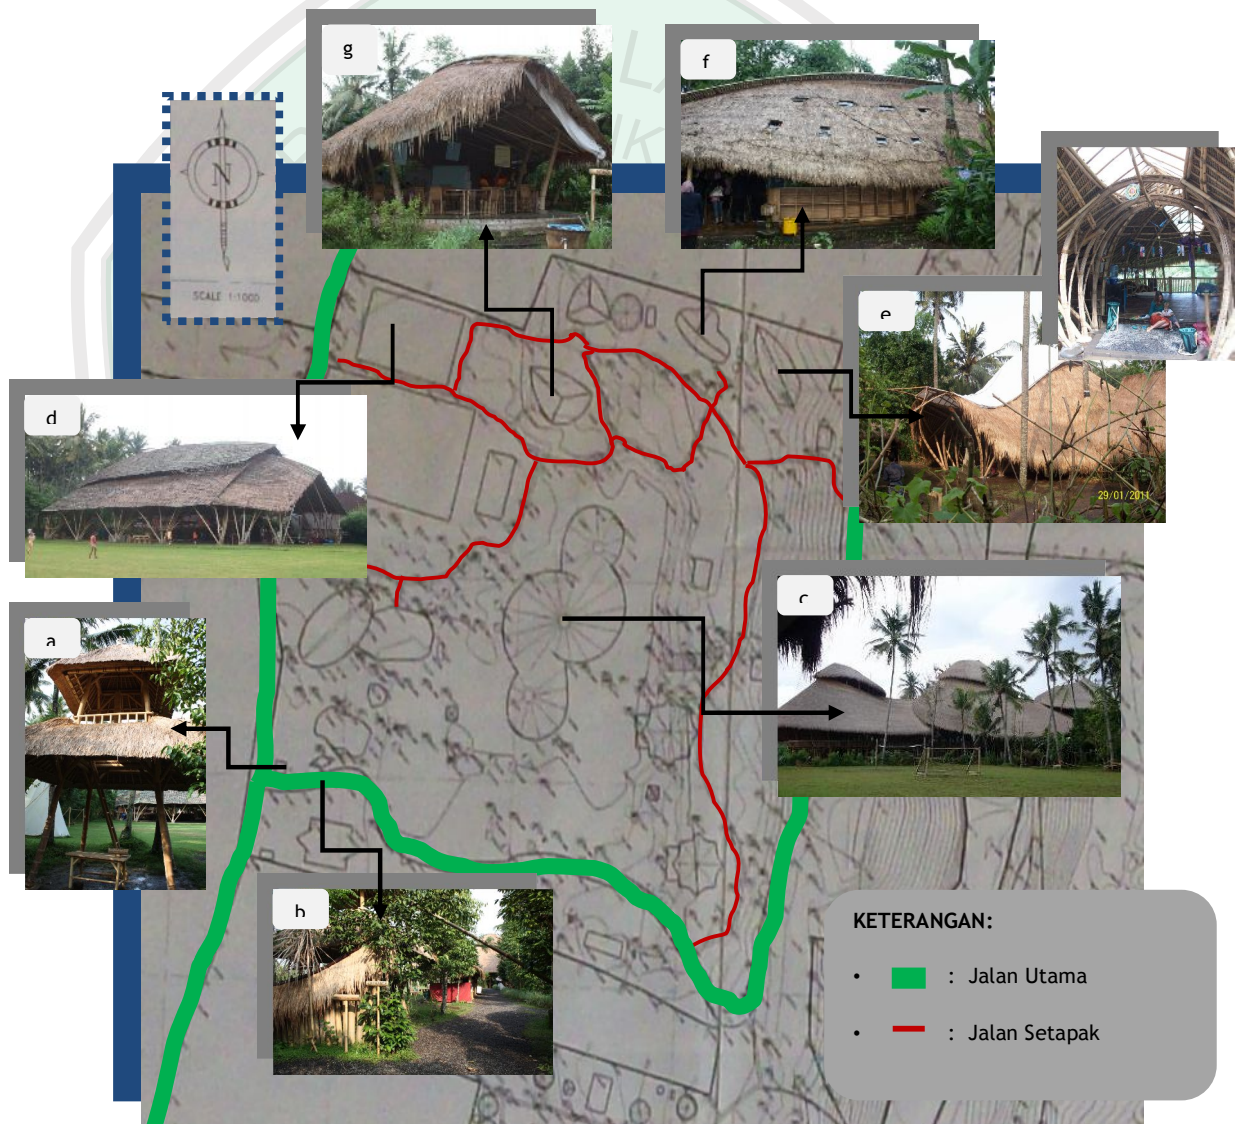 g
f
N
SCALE 1:1000
e
d
29/01/2011
c
a
b
KETERANGAN:
• : Jalan Utama
• : Jalan Setapak